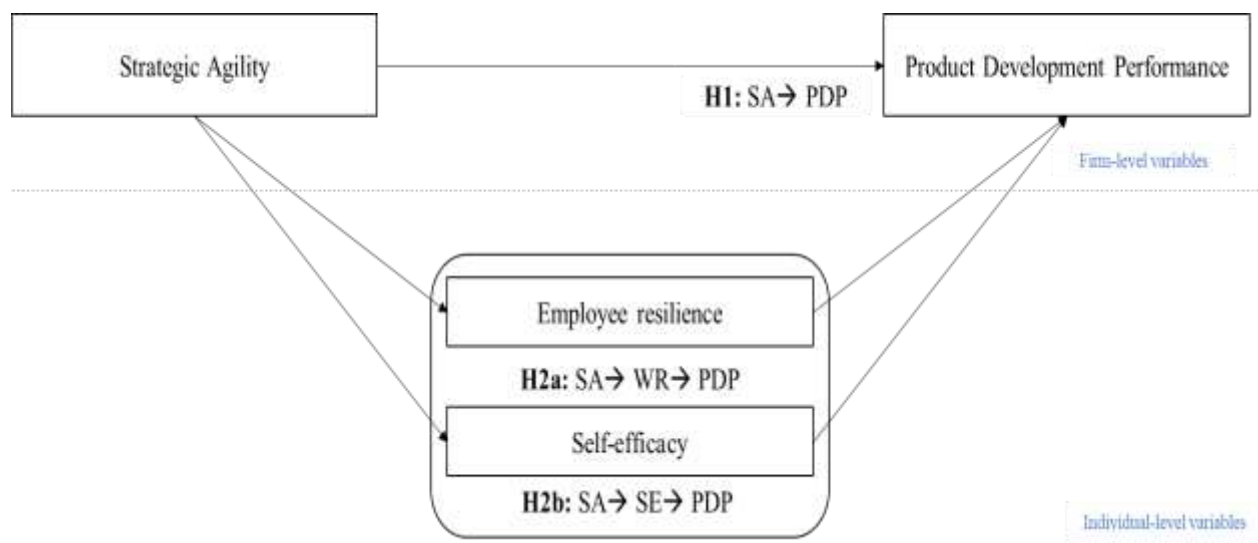 Strategic Agility
Product Development Performance
H1: SA→ PDP
Firm-level variables
Employee resilience
H2a: SA→ WR→ PDP
Self-efficacy
H2b: SA→ SE→ PDP
Individual-level variables